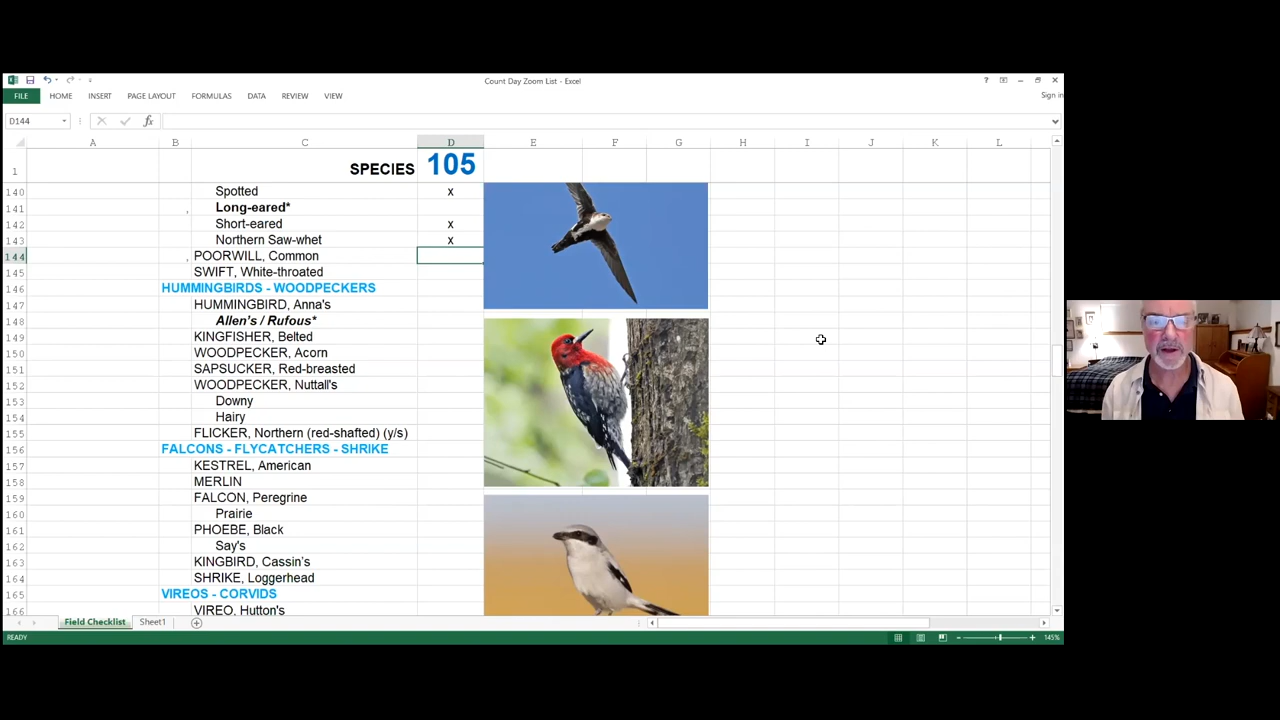 Count Day Zoom List - Excel
?
FILE HOME INSERT PAGE LAYOUT FORMULAS DATA REVIEW VIEW
Sign in
D144 fx
A B C D E F G H I J K L
1 SPECIES 105
140 Spotted x
141 , Long-eared*
142 Short-eared x
143 Northern Saw-whet x
144 , POORWILL, Common
145 SWIFT, White-throated
146 HUMMINGBIRDS - WOODPECKERS
147 HUMMINGBIRD, Anna's
148 Allen's / Rufous*
149 KINGFISHER, Belted
150 WOODPECKER, Acorn
151 SAPSUCKER, Red-breasted
152 WOODPECKER, Nuttall's
153 Downy
154 Hairy
155 FLICKER, Northern (red-shafted) (y/s)
156 FALCONS - FLYCATCHERS - SHRIKE
157 KESTREL, American
158 MERLIN
159 FALCON, Peregrine
160 Prairie
161 PHOEBE, Black
162 Say's
163 KINGBIRD, Cassin's
164 SHRIKE, Loggerhead
165 VIREOS - CORVIDS
166 VIREO, Hutton's
Field Checklist Sheet1
READY 145%